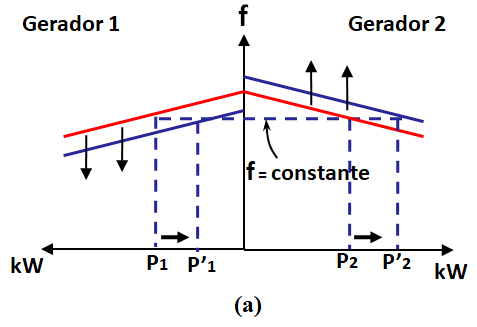 Gerador 1
f
Gerador 2
f = constante
kW
P1
P'1
P2
P'2
kW
(a)